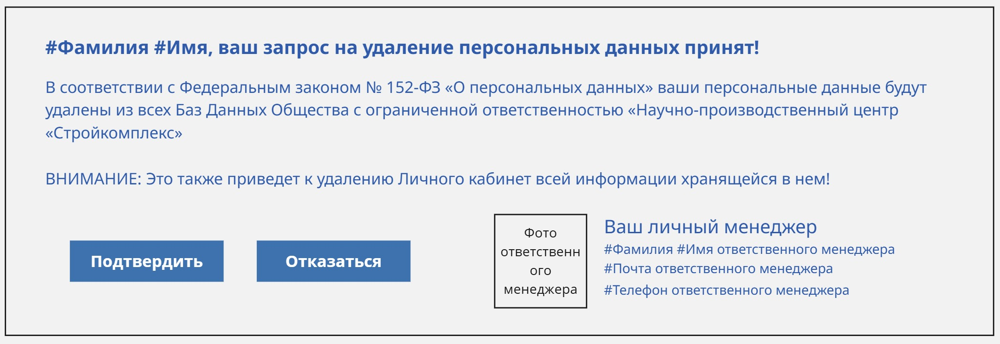 #Фамилия #Имя, ваш запрос на удаление персональных данных принят!
В соответствии с Федеральным законом № 152-ФЗ «О персональных данных» ваши персональные данные будут
удалены из всех Баз Данных Общества с ограниченной ответственностью «Научно-производственный центр
«Стройкомплекс»
ВНИМАНИЕ: Это также приведет к удалению Личного кабинет всей информации хранящейся в нем!
Подтвердить
Отказаться
Фото
ответственн
ого
менеджера
Ваш личный менеджер
#Фамилия #Имя ответственного менеджера
#Почта ответственного менеджера
#Телефон ответственного менеджера